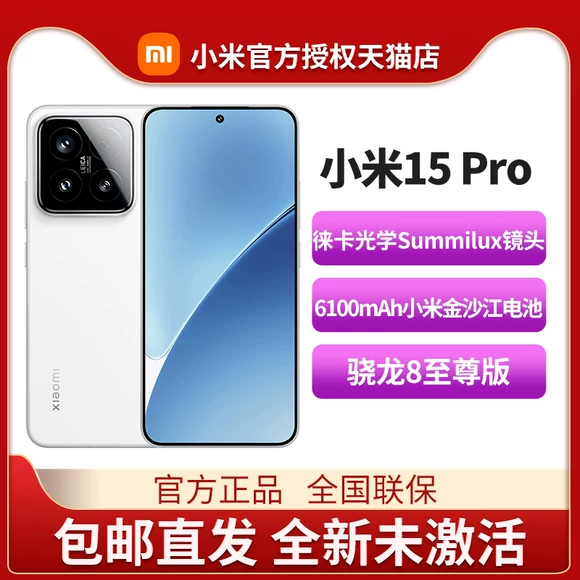 小米官方授权天猫店
小米15 Pro
徕卡光学Summilux镜头
6100mAh小米金沙江电池
骁龙8至尊版
LEICA
xiaomi
官方正品 全国联保
包邮直发 全新未激活